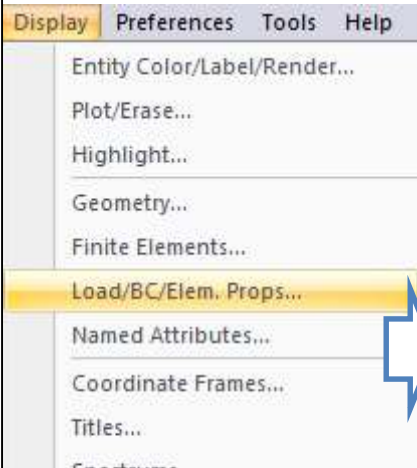 Display Preferences Tools Help
Entity Color/Label/Render...
Plot/Erase...
Highlight...
Geometry...
Finite Elements...
Load/BC/Elem. Props...
Named Attributes...
Coordinate Frames...
Titles...